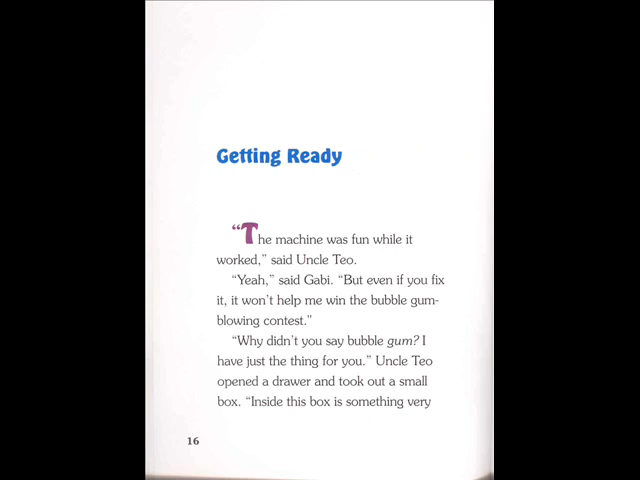 Getting Ready
“The machine was fun while it
worked,” said Uncle Teo.
“Yeah,” said Gabi. “But even if you fix
it, it won’t help me win the bubble gum-
blowing contest.”
“Why didn’t you say bubble gum? I
have just the thing for you.” Uncle Teo
opened a drawer and took out a small
box. “Inside this box is something very
16